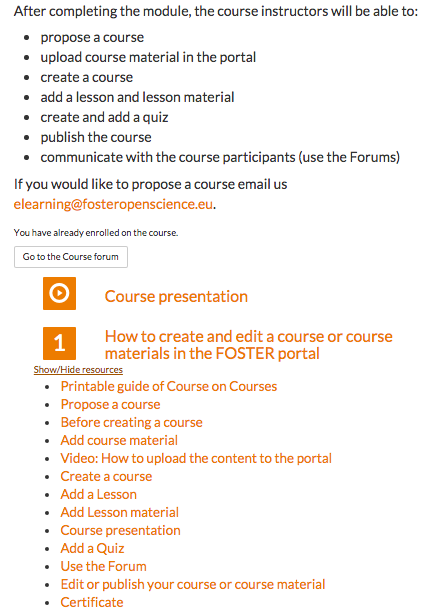 After completing the module, the course instructors will be able to:
• propose a course
• upload course material in the portal
• create a course
• add a lesson and lesson material
• create and add a quiz
• publish the course
• communicate with the course participants (use the Forums)
If you would like to propose a course email us
elearning@fosteropenscience.eu.
You have already enrolled on the course.
Go to the Course forum
Course presentation
1
How to create and edit a course or course
materials in the FOSTER portal
Show/Hide resources
• Printable guide of Course on Courses
• Propose a course
• Before creating a course
• Add course material
• Video: How to upload the content to the portal
• Create a course
• Add a Lesson
• Add Lesson material
• Course presentation
• Add a Quiz
• Use the Forum
• Edit or publish your course or course material
• Certificate